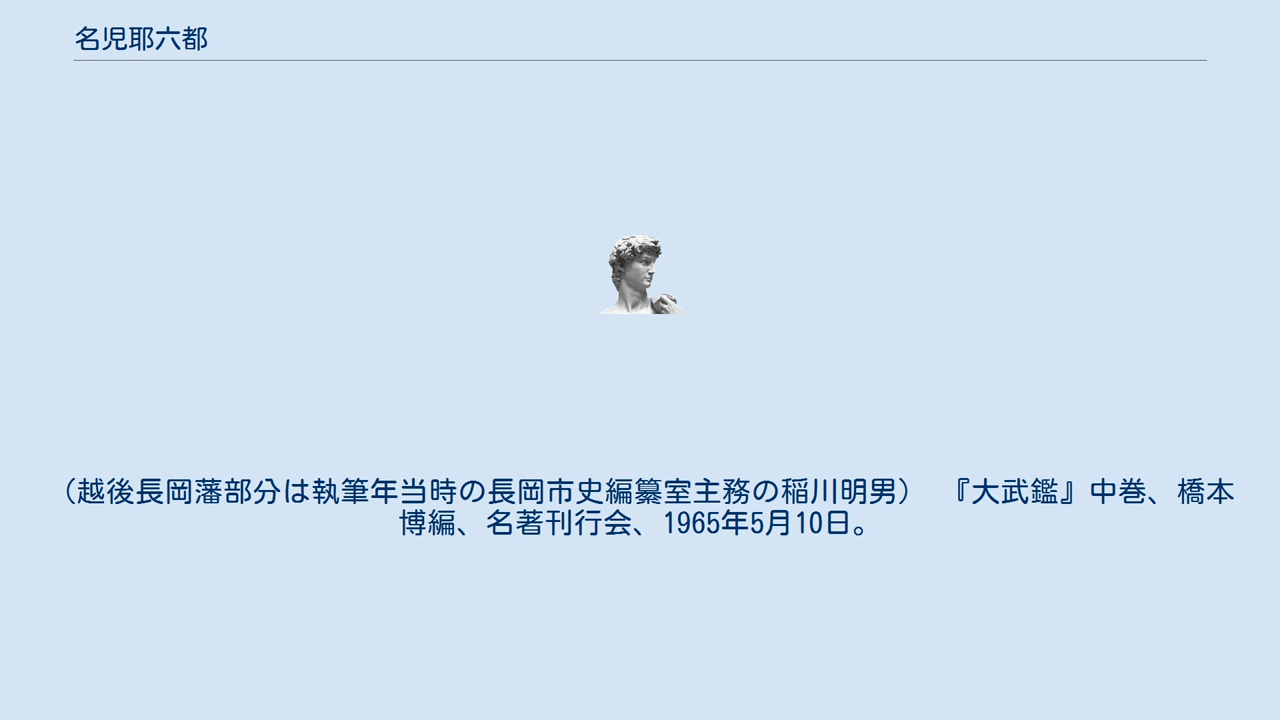 名児耶六都
（越後長岡藩部分は執筆年当時の長岡市史編纂室主務の稲川明男）　『大武鑑』中巻、橋本
博編、名著刊行会、1965年5月10日。